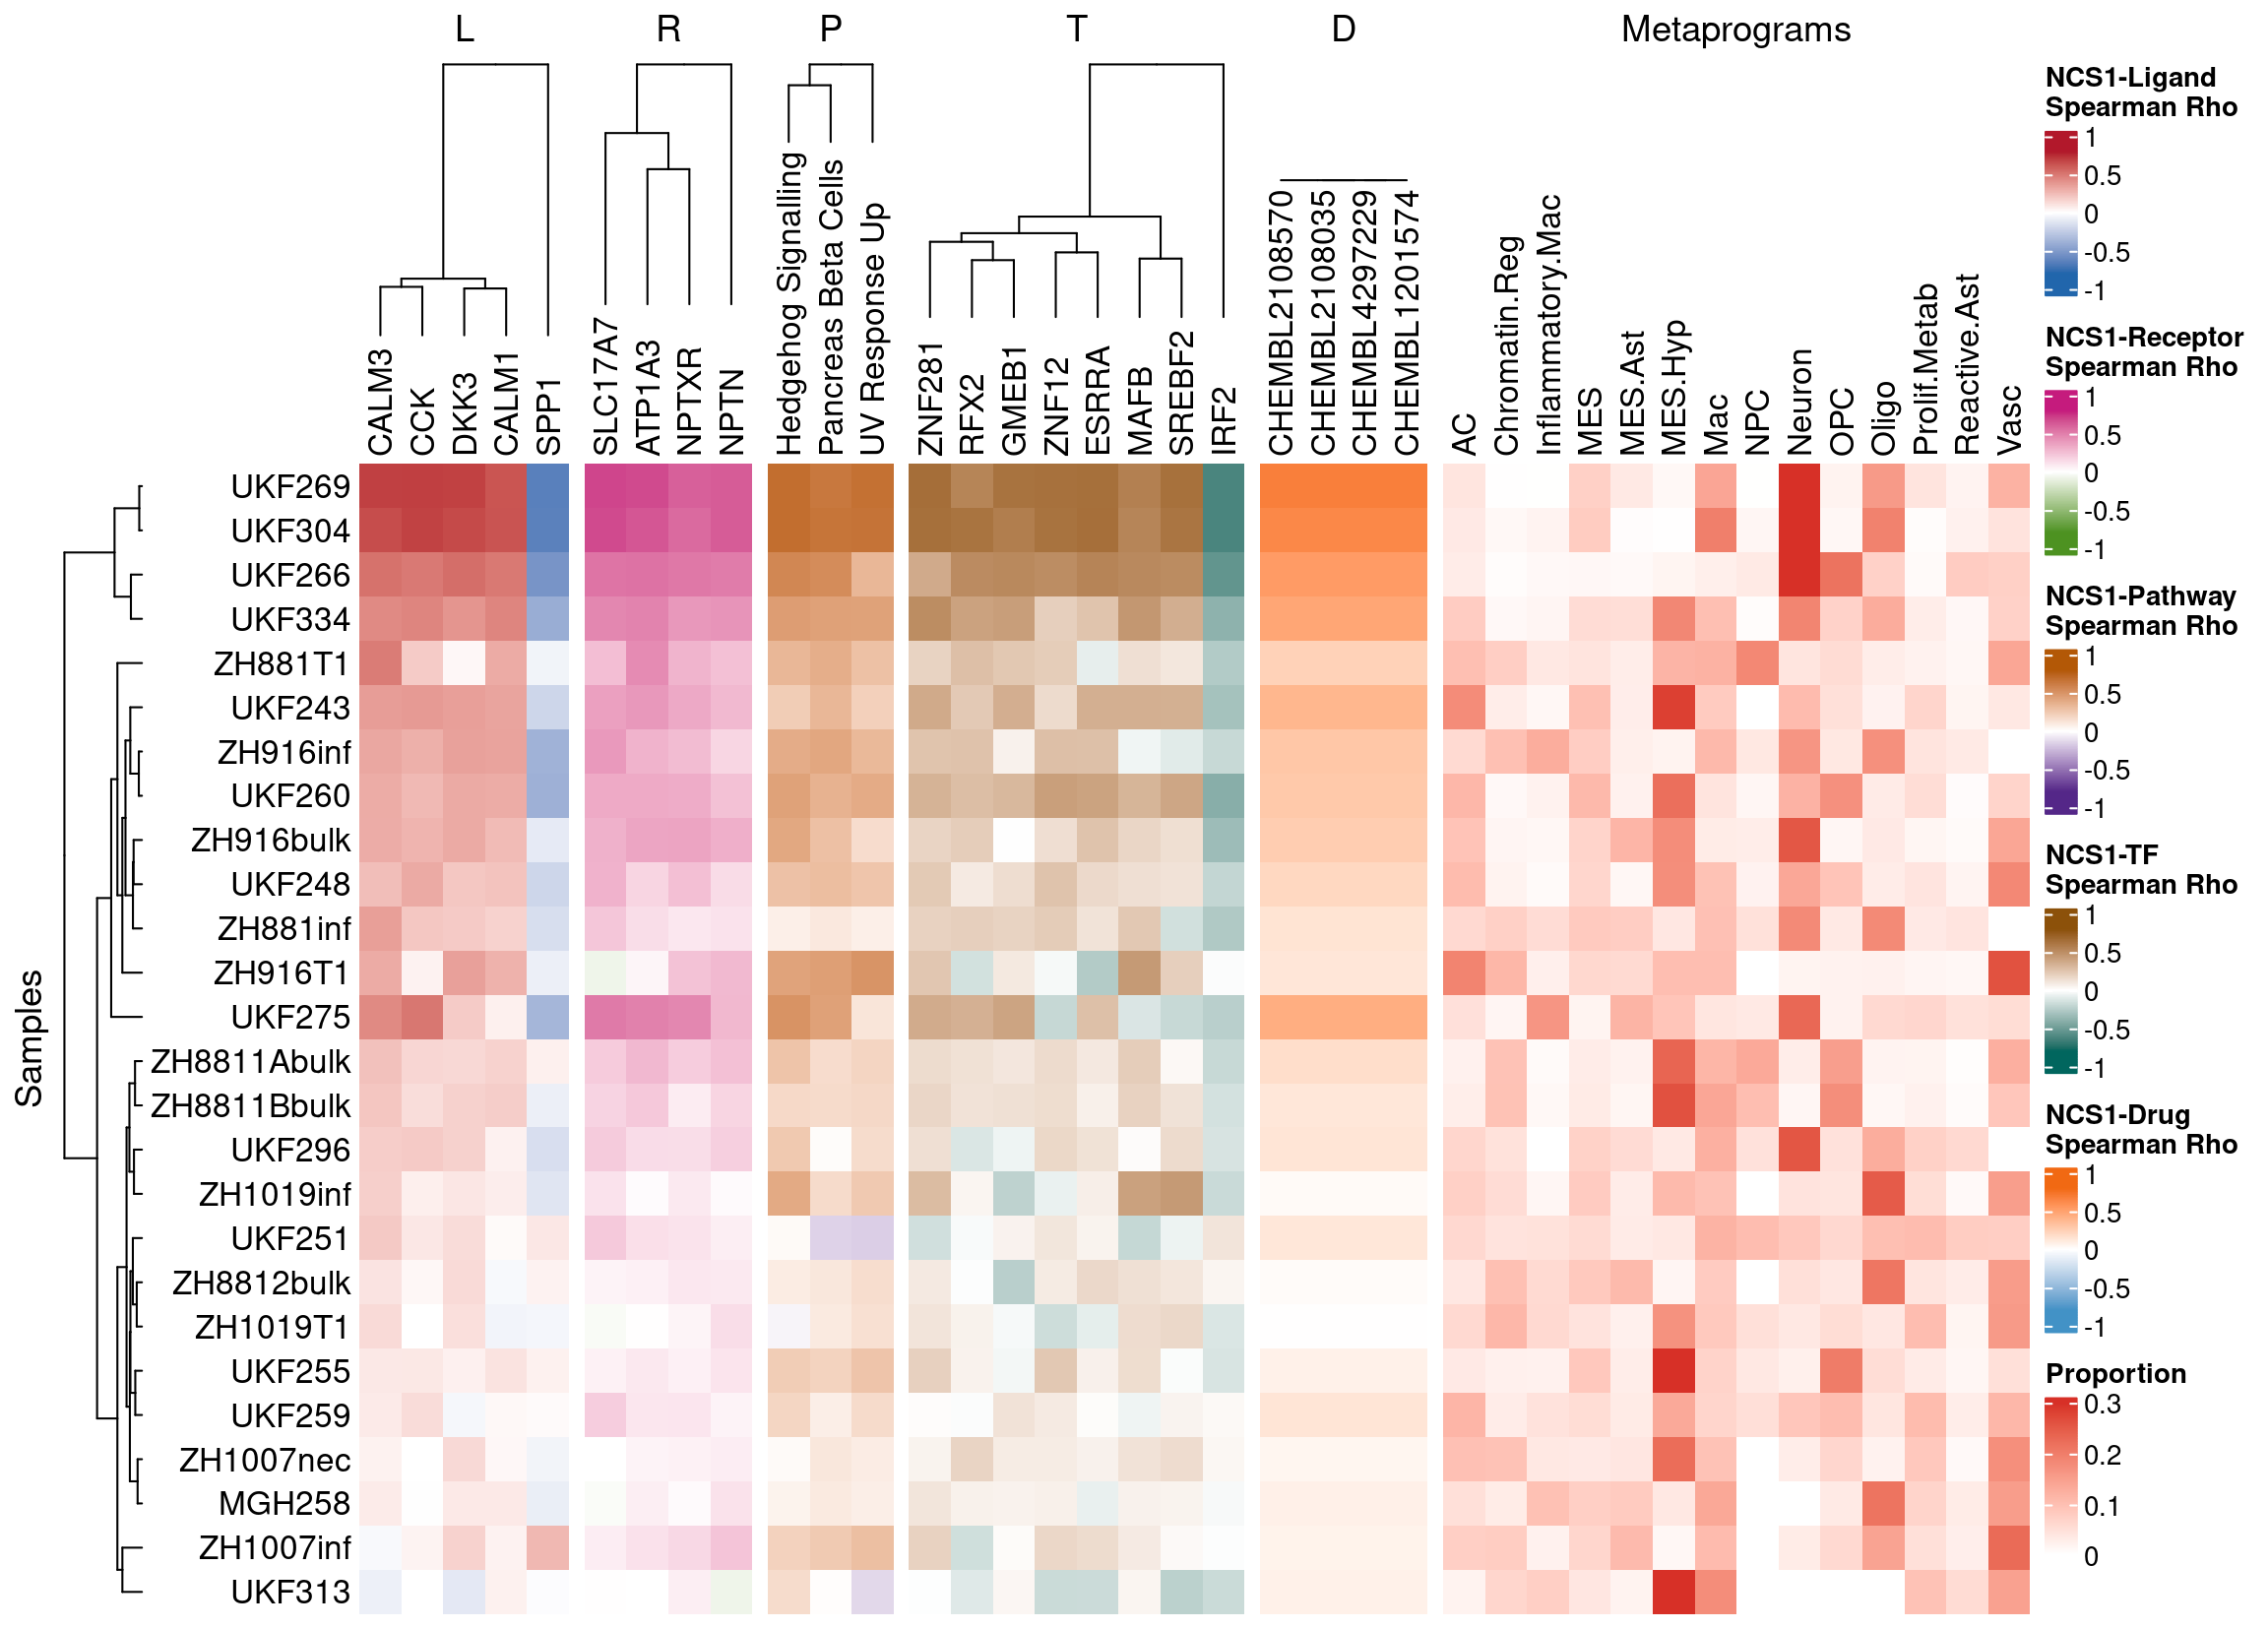 L R P T D Metaprograms
CALM3
CCK
DKK3
CALM1
SPP1
SLC17A7
ATP1A3
NPTXR
NPTN
Hedgehog Signalling
Pancreas Beta Cells
UV Response Up
ZNF281
RFX2
GMEB1
ZNF12
ESRRA
MAFB
SREBF2
IRF2
CHEMBL2108570
CHEMBL2108035
CHEMBL4297229
CHEMBL1201574
AC
Chromatin.Reg
Inflammatory.Mac
MES
MES.Ast
MES.Hyp
Mac
NPC
Neuron
OPC
Oligo
Prolif.Metab
Reactive.Ast
Vasc
Samples
UKF269
UKF304
UKF266
UKF334
ZH881T1
UKF243
ZH916inf
UKF260
ZH916bulk
UKF248
ZH881inf
ZH916T1
UKF275
ZH8811Abulk
ZH8811Bbulk
UKF296
ZH1019inf
UKF251
ZH8812bulk
ZH1019T1
UKF255
UKF259
ZH1007nec
MGH258
ZH1007inf
UKF313
NCS1-Ligand
Spearman Rho
1
0.5
0
-0.5
-1
NCS1-Receptor
Spearman Rho
1
0.5
0
-0.5
-1
NCS1-Pathway
Spearman Rho
1
0.5
0
-0.5
-1
NCS1-TF
Spearman Rho
1
0.5
0
-0.5
-1
NCS1-Drug
Spearman Rho
1
0.5
0
-0.5
-1
Proportion
0.3
0.2
0.1
0